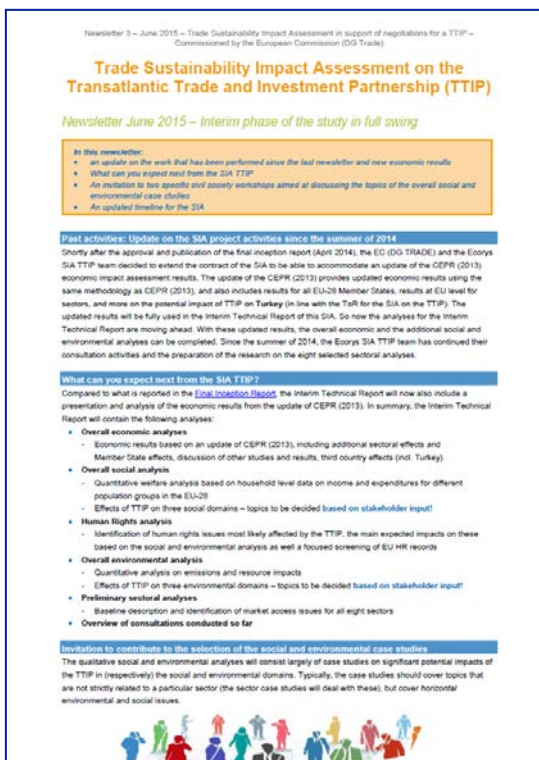 Newsletter 3 – June 2015 – Trade Sustainability Impact Assessment in support of negotiations for a TTIP –
Commissioned by the European Commission (DG Trade)
Trade Sustainability Impact Assessment on the
Transatlantic Trade and Investment Partnership (TTIP)
Newsletter June 2015 – Interim phase of the study in full swing
In this newsletter:
• an update on the work that has been performed since the last newsletter and new economic results
• What can you expect next from the SIA TTIP
• An invitation to two specific civil society workshops aimed at discussing the topics of the overall social and
environmental case studies
• An updated timeline for the SIA
Past activities: Update on the SIA project activities since the summer of 2014
Shortly after the approval and publication of the final inception report (April 2014), the EC (DG TRADE) and the Ecorys
SIA TTIP team decided to extend the contract of the SIA to be able to accommodate an update of the CEPR (2013)
economic impact assessment results. The update of the CEPR (2013) provides updated economic results using the
same methodology as CEPR (2013), and also includes results for all EU-28 Member States, results at EU level for
sectors, and more on the potential impact of TTIP on Turkey (in line with the ToR for the SIA on the TTIP). The
updated results will be fully used in the Interim Technical Report of this SIA. So now the analyses for the Interim
Technical Report are moving ahead. With these updated results, the overall economic and the additional social and
environmental analyses can be completed. Since the summer of 2014, the Ecorys SIA TTIP team has continued their
consultation activities and the preparation of the research on the eight selected sectoral analyses.
What can you expect next from the SIA TTIP?
Compared to what is reported in the Final Inception Report, the Interim Technical Report will now also include a
presentation and analysis of the economic results from the update of CEPR (2013). In summary, the Interim Technical
Report will contain the following analyses:
• Overall economic analyses
- Economic results based on an update of CEPR (2013), including additional sectoral effects and
Member State effects, discussion of other studies and results, third country effects (incl. Turkey)
• Overall social analysis
- Quantitative welfare analysis based on household level data on income and expenditures for different
population groups in the EU-28
- Effects of TTIP on three social domains – topics to be decided based on stakeholder input!
• Human Rights analysis
- Identification of human rights issues most likely affected by the TTIP, the main expected impacts on these
based on the social and environmental analysis as well a focused screening of EU HR records
• Overall environmental analysis
- Quantitative analysis on emissions and resource impacts
- Effects of TTIP on three environmental domains – topics to be decided based on stakeholder input!
• Preliminary sectoral analyses
- Baseline description and identification of market access issues for all eight sectors
• Overview of consultations conducted so far
Invitation to contribute to the selection of the social and environmental case studies
The qualitative social and environmental analyses will consist largely of case studies on significant potential impacts of
the TTIP in (respectively) the social and environmental domains. Typically, the case studies should cover topics that
are not strictly related to a particular sector (the sector case studies will deal with these), but cover horizontal
environmental and social issues.